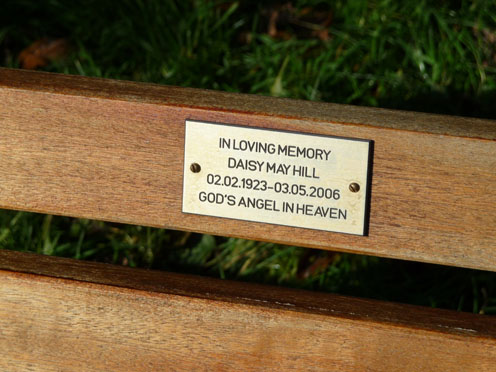 IN LOVING MEMORY
DAISY MAY HILL
02.02.1923-03.05.2006
GOD'S ANGEL IN HEAVEN